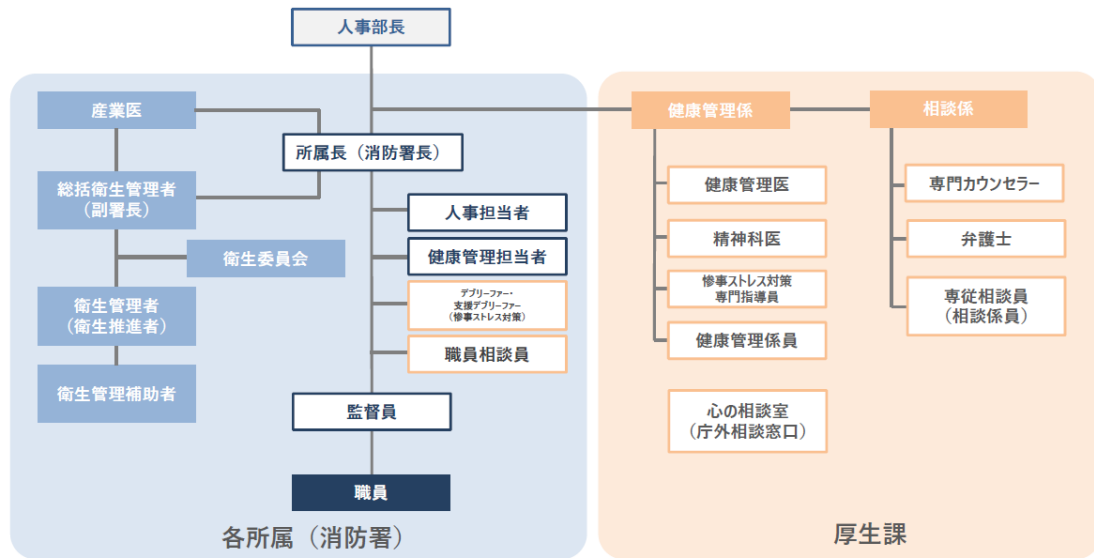 人事部長
産業医
所属長（消防署長）
総括衛生管理者
（副署長）
人事担当者
衛生委員会
健康管理担当者
デブリーファー・
支援デブリーファー
（惨事ストレス対策）
衛生管理者
（衛生推進者）
職員相談員
衛生管理補助者
監督員
職員
各所属（消防署）
健康管理係
相談係
健康管理医
専門カウンセラー
精神科医
弁護士
惨事ストレス対策
専門指導員
専従相談員
（相談係員）
健康管理係員
心の相談室
（庁外相談窓口）
厚生課